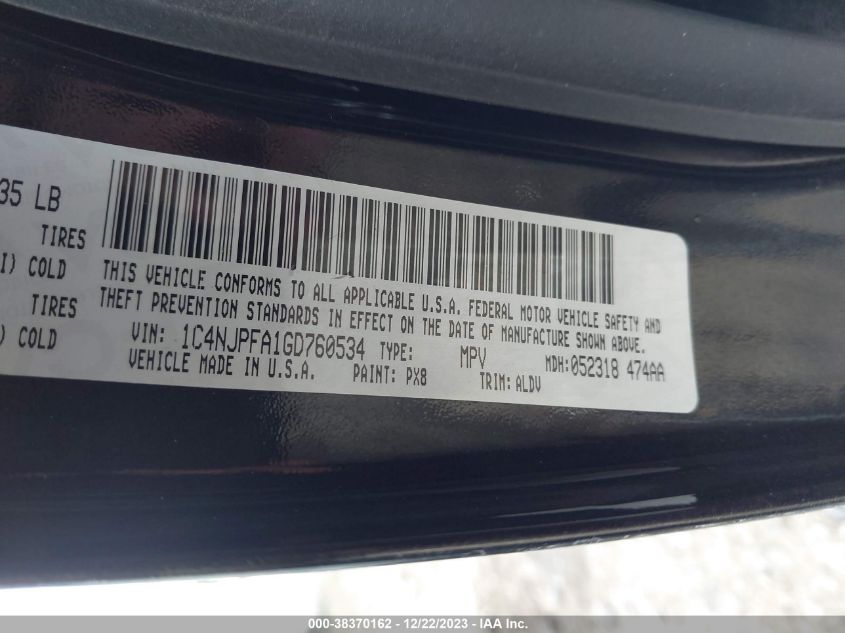 35 LB
TIRES
I) COLD
TIRES
) COLD
THIS VEHICLE CONFORMS TO ALL APPLICABLE U.S.A. FEDERAL MOTOR VEHICLE SAFETY AND
THEFT PREVENTION STANDARDS IN EFFECT ON THE DATE OF MANUFACTURE SHOWN ABOVE.
VIN: 1C4NJPFA1GD760534 TYPE: MPV MDH:052318 474AA
VEHICLE MADE IN U.S.A. PAINT: PX8 TRIM: ALDV
000-38370162 - 12/22/2023 - IAA Inc.